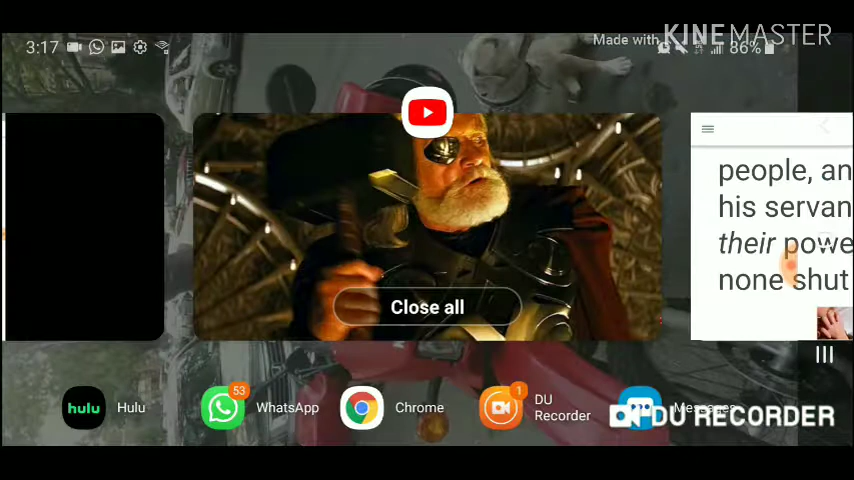 3:17
Made with
KINEMASTER
86%
people, an
his servan
their powe
none shut
Close all
hulu
Hulu
53
WhatsApp
Chrome
1
DU
Recorder
Messages
DU RECORDER